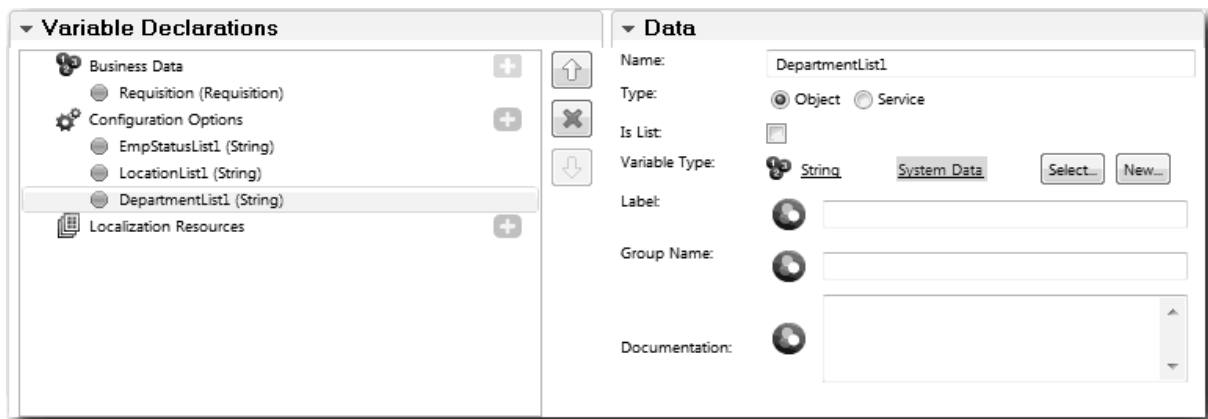 Variable Declarations
Business Data
Requisition (Requisition)
Configuration Options
EmpStatusList1 (String)
LocationList1 (String)
DepartmentList1 (String)
Localization Resources
Data
Name: DepartmentList1
Type: Object Service
Is List:
Variable Type: String System Data Select... New...
Label:
Group Name:
Documentation: